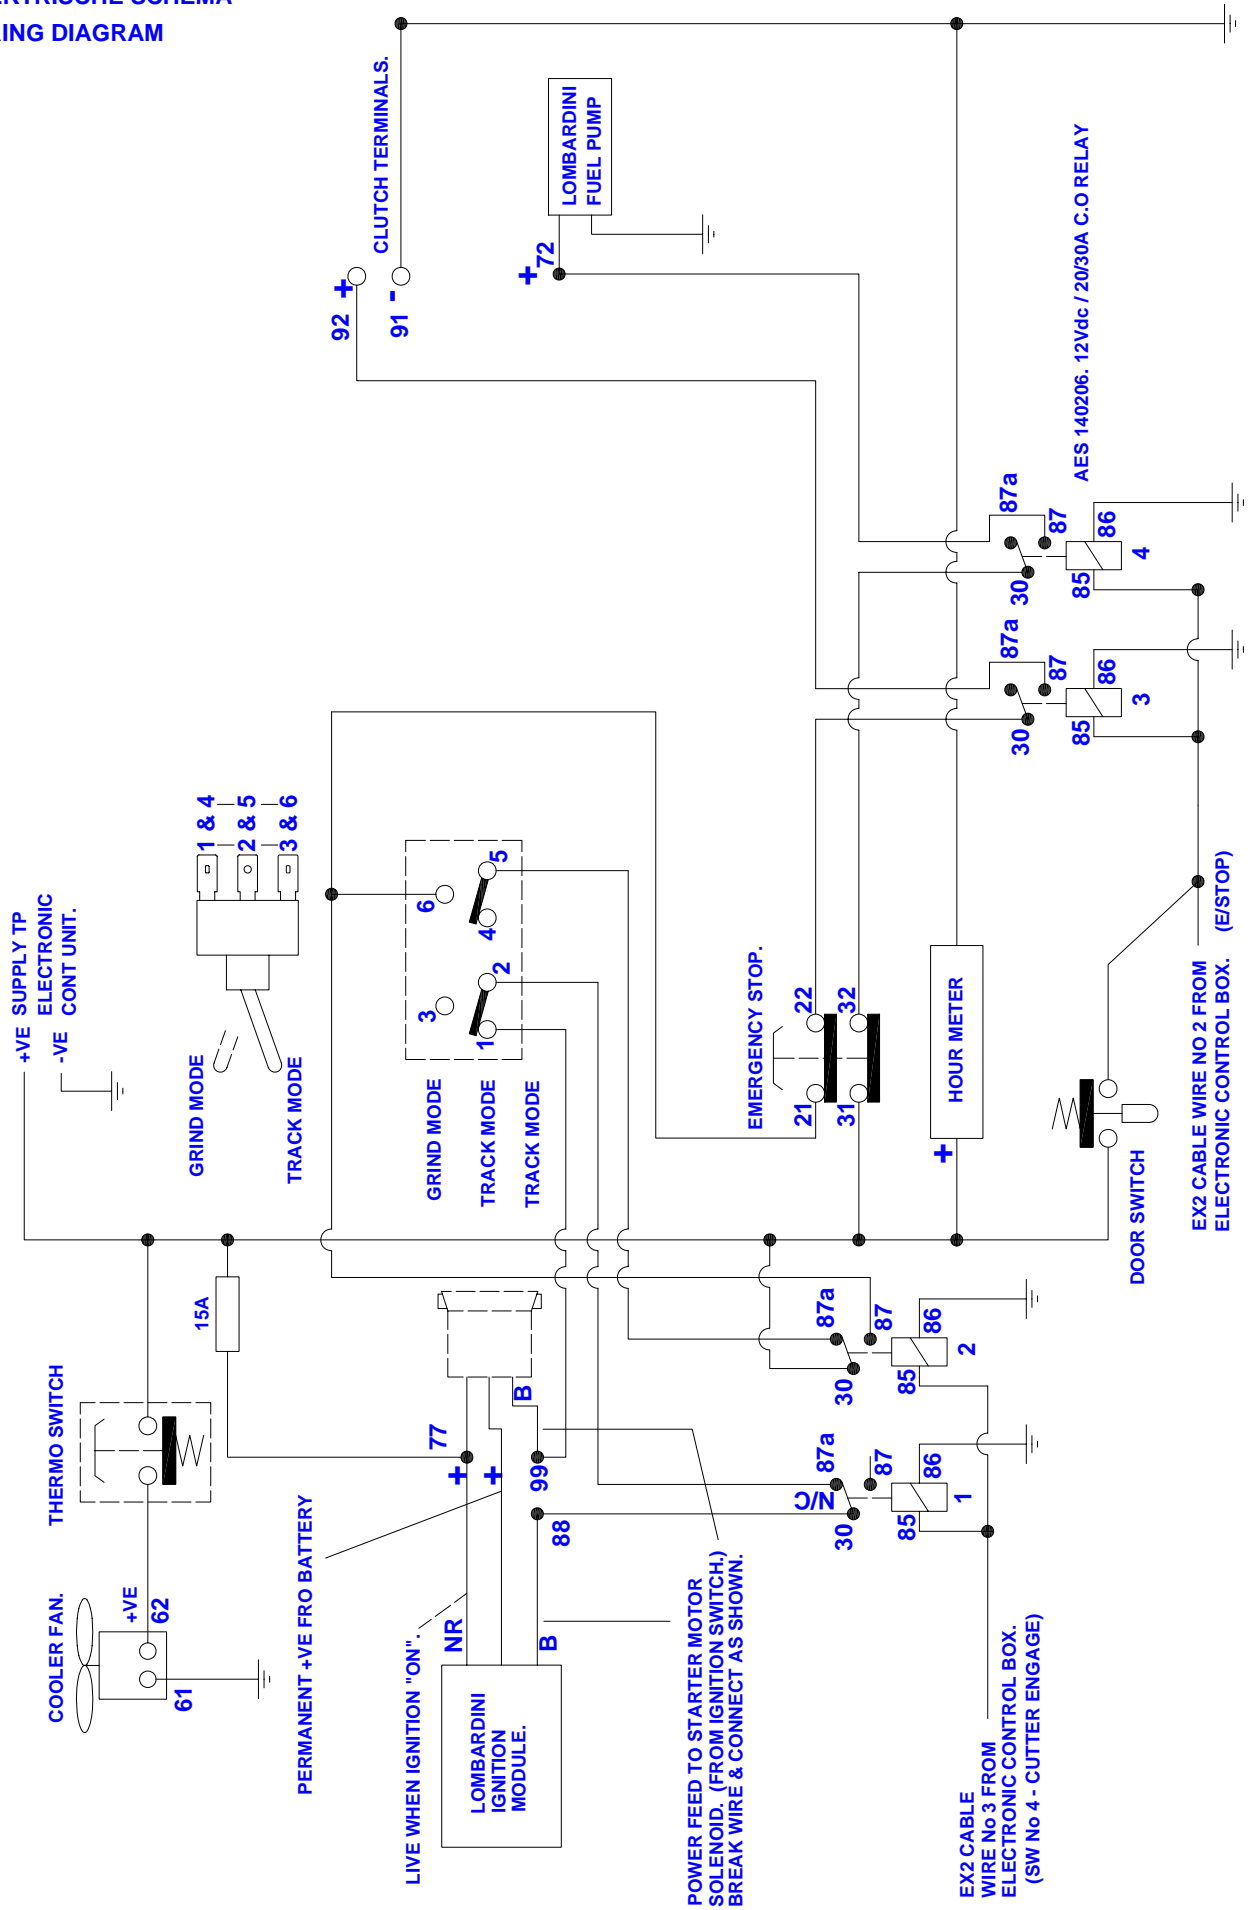 ERTRISCHE SCHEMA
RING DIAGRAM
+VE SUPPLY TP
ELECTRONIC
-VE CONT UNIT.
COOLER FAN.
+VE
62
61
THERMO SWITCH
15A
GRIND MODE
TRACK MODE
1 & 4
2 & 5
3 & 6
92 +
91 -
CLUTCH TERMINALS.
LOMBARDINI
FUEL PUMP
+
72
PERMANENT +VE FRO BATTERY
LIVE WHEN IGNITION "ON".
NR
LOMBARDINI
IGNITION
MODULE.
B
+
77
+
B
99
88
GRIND MODE
TRACK MODE
TRACK MODE
3
1
2
6
4
5
POWER FEED TO STARTER MOTOR
SOLENOID. (FROM IGNITION SWITCH.)
BREAK WIRE & CONNECT AS SHOWN.
EMERGENCY STOP.
21
22
31
32
+
HOUR METER
N/C
87a
87
30
85
86
1
87a
87
30
85
86
2
87a
87
30
85
86
3
87a
87
30
85
86
4
AES 140206. 12Vdc / 20/30A C.O RELAY
DOOR SWITCH
EX2 CABLE WIRE NO 2 FROM
ELECTRONIC CONTROL BOX. (E/STOP)
EX2 CABLE
WIRE No 3 FROM
ELECTRONIC CONTROL BOX.
(SW No 4 - CUTTER ENGAGE)